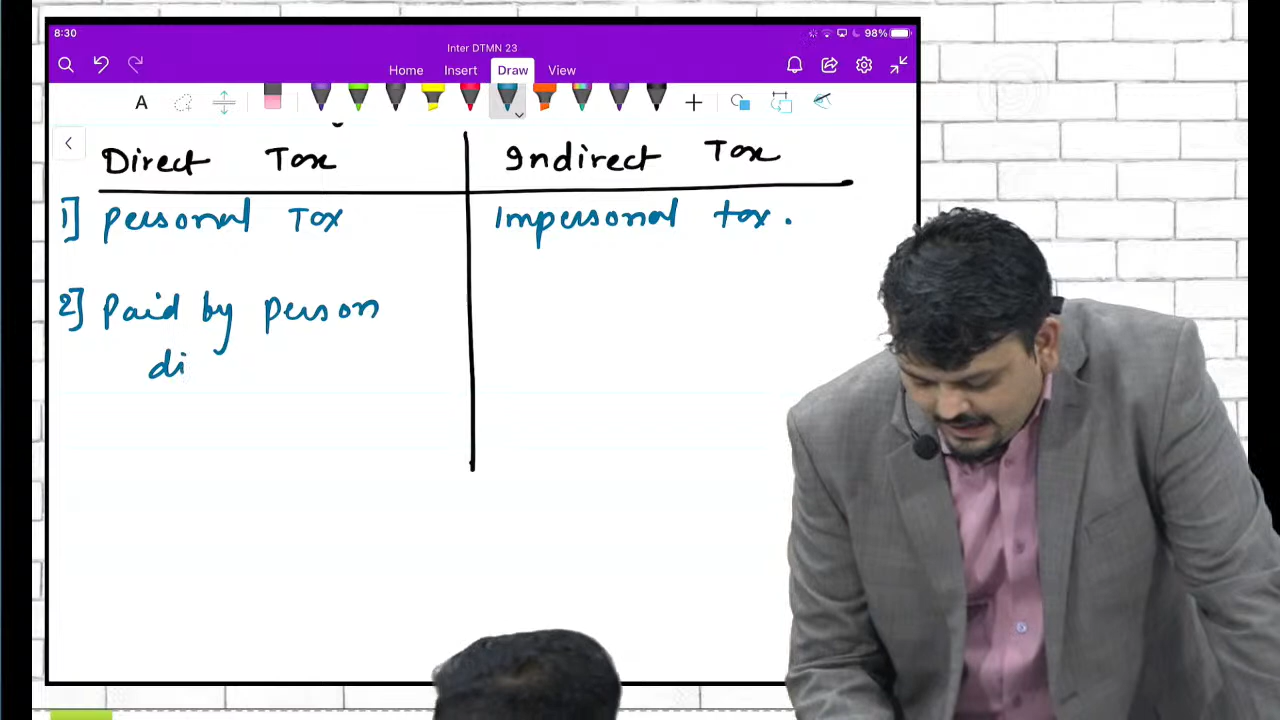 8:30
98%
Inter DTMN 23
Home Insert Draw View
A
Direct Tax Indirect Tax
1] Personal Tax Impersonal tax.
2] Paid by person
di